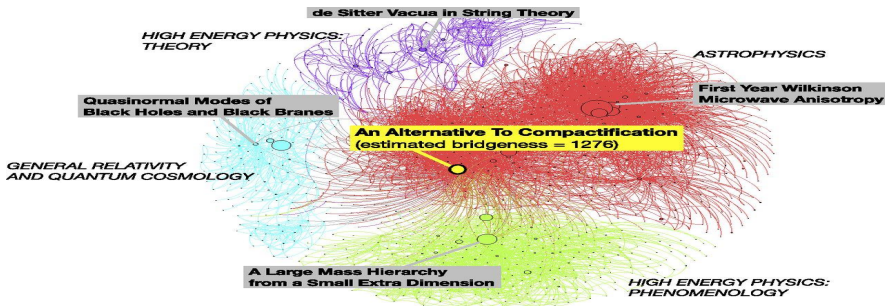 de Sitter Vacua in String Theory
HIGH ENERGY PHYSICS:
THEORY
ASTROPHYSICS
First Year Wilkinson
Microwave Anisotropy
Quasinormal Modes of
Black Holes and Black Branes
An Alternative To Compactification
(estimated bridgeness = 1276)
GENERAL RELATIVITY
AND QUANTUM COSMOLOGY
A Large Mass Hierarchy
from a Small Extra Dimension
HIGH ENERGY PHYSICS:
PHENOMENOLOGY